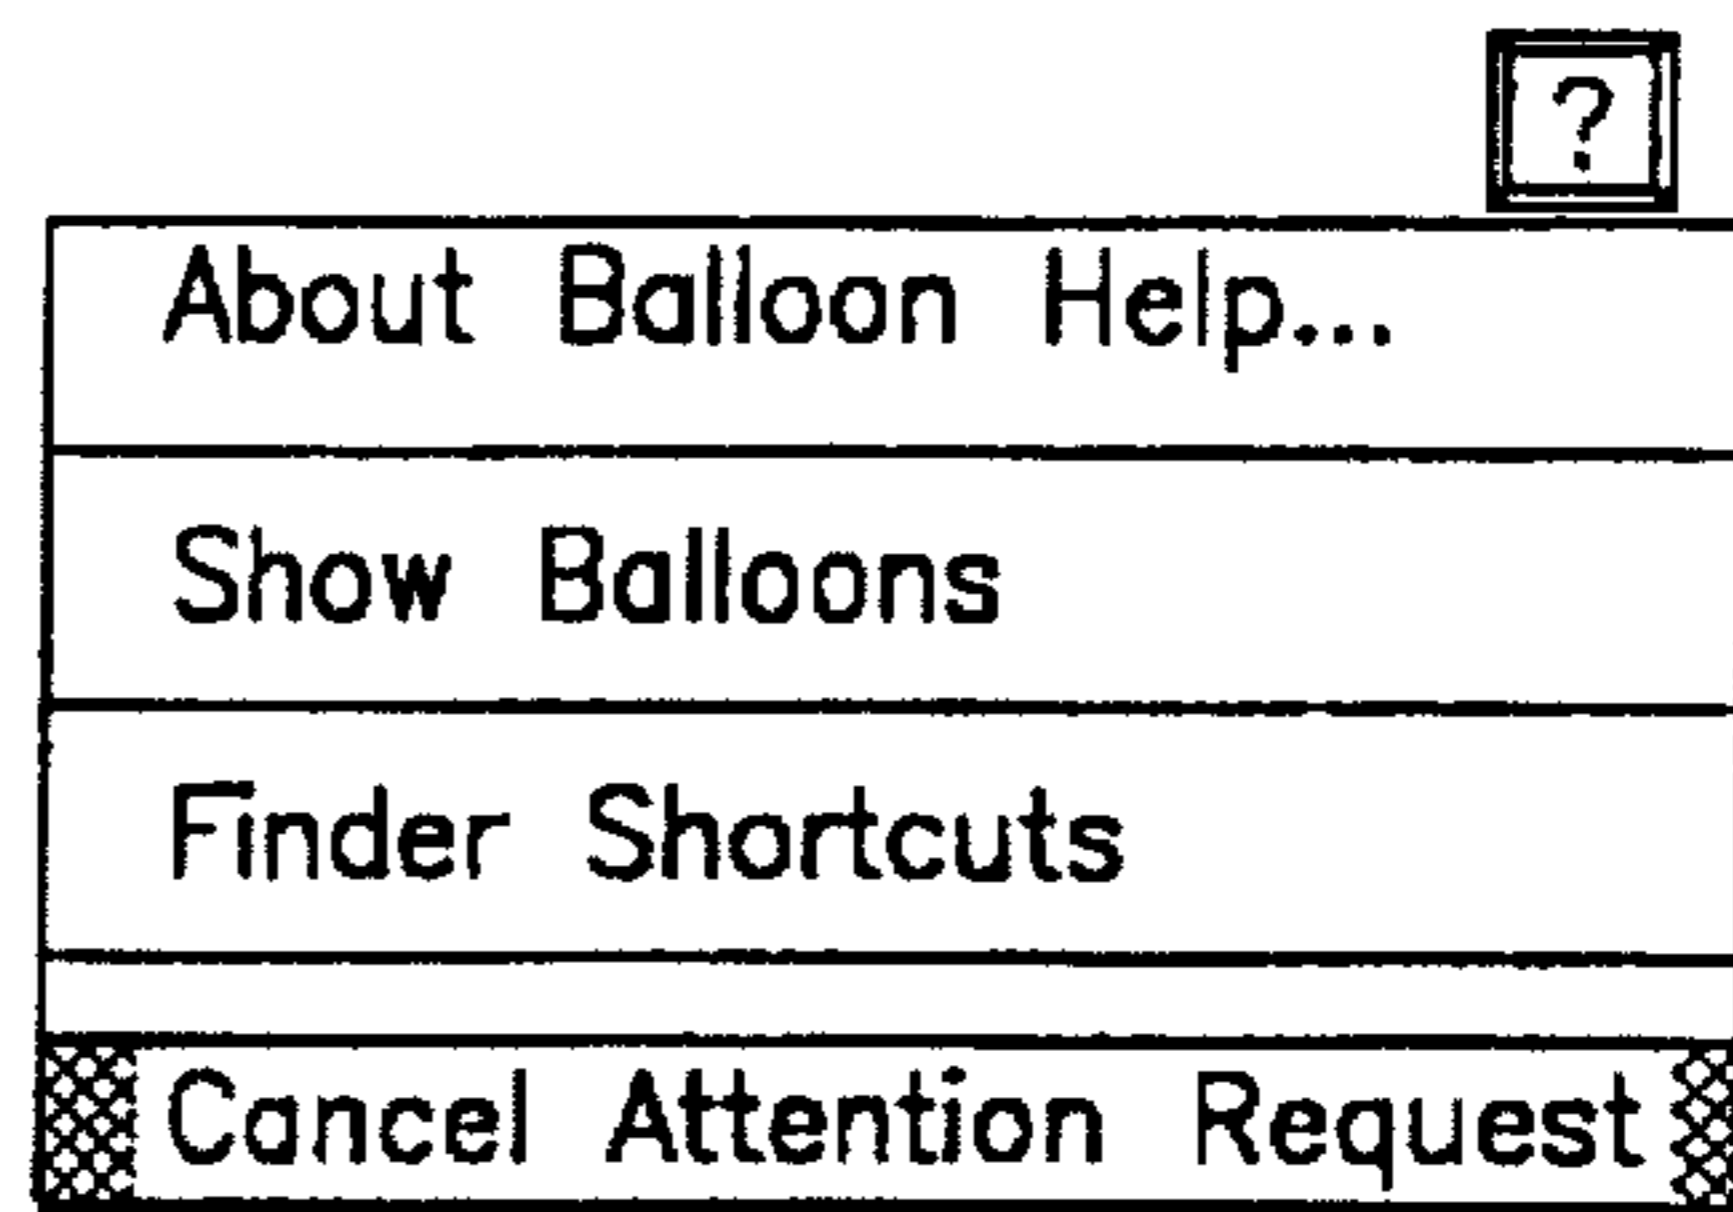 ?
About Balloon Help...
Show Balloons
Finder Shortcuts
Cancel Attention Request